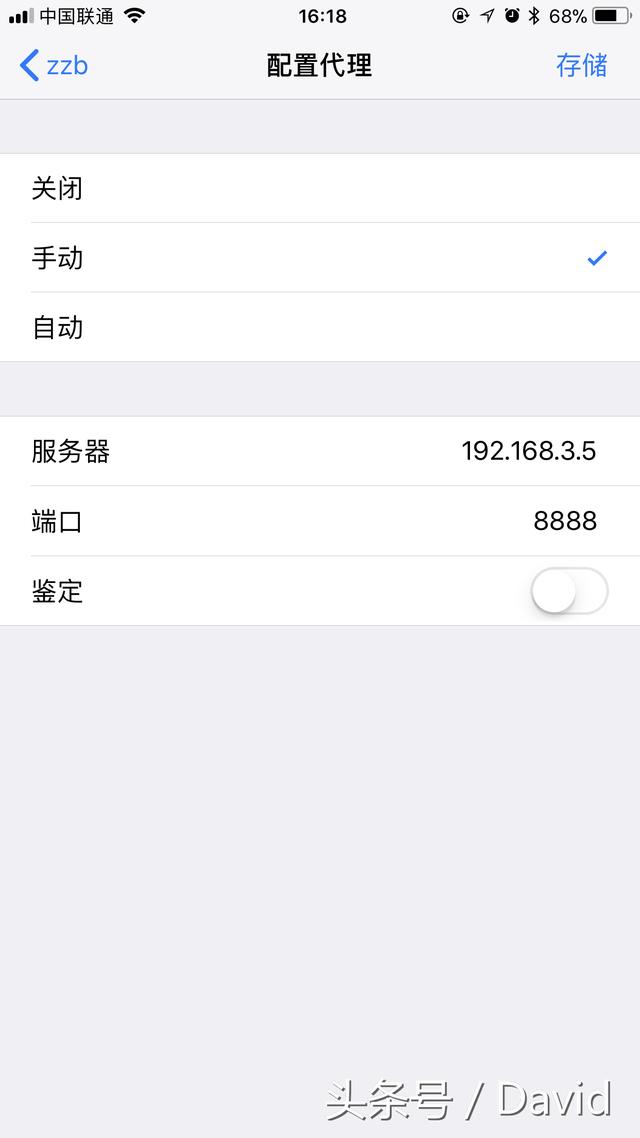 中国联通 16:18 68%
zzb 配置代理 存储
关闭
手动
自动
服务器 192.168.3.5
端口 8888
鉴定
头条号 / David